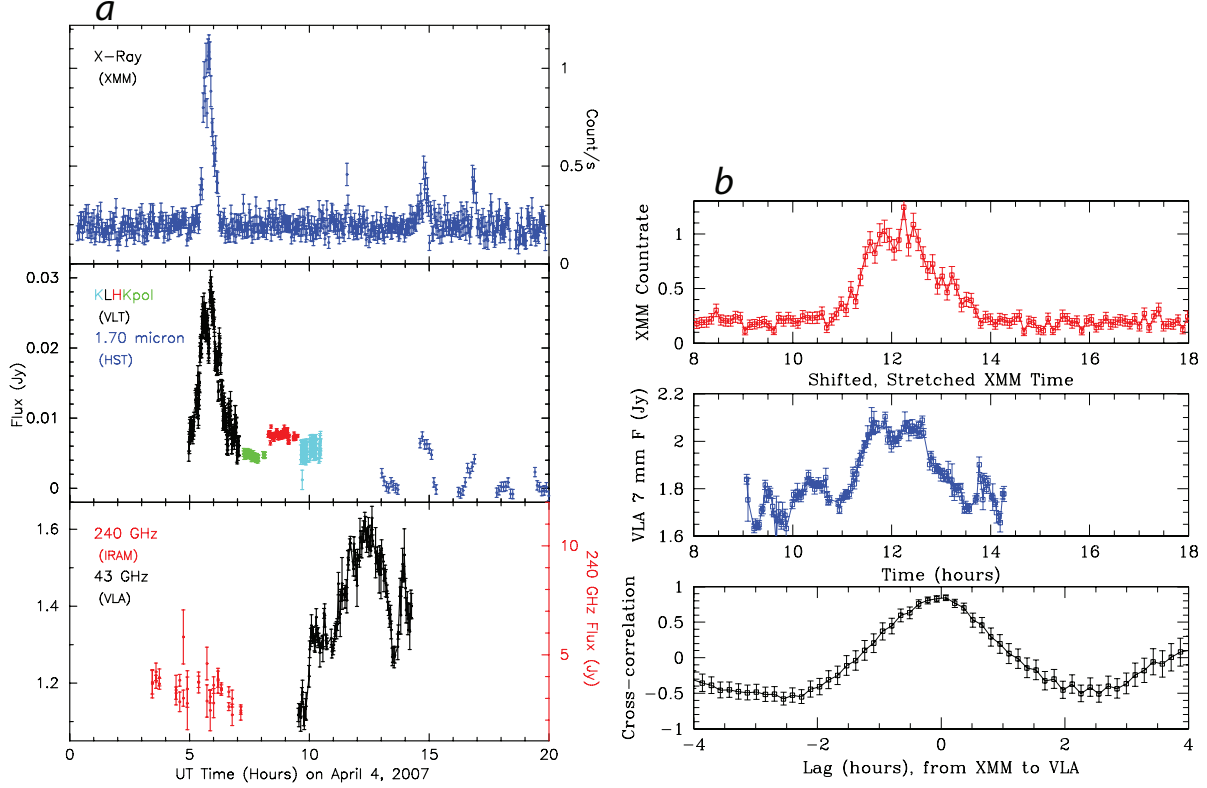 a
X-Ray
(XMM)
1
0.5
0
Count/s
KLHKpol
(VLT)
1.70 micron
(HST)
0.03
0.02
0.01
0
Flux (Jy)
240 GHz
(IRAM)
43 GHz
(VLA)
1.6
1.4
1.2
10
5
240 GHz Flux (Jy)
0 5 10 15 20
UT Time (Hours) on April 4, 2007
b
XMM Countrate
1
0.5
0
8 10 12 14 16 18
Shifted, Stretched XMM Time
VLA 7 mm F (Jy)
2.2
2
1.8
1.6
8 10 12 14 16 18
Time (hours)
Cross-correlation
1
0.5
0
-0.5
-1
-4 -2 0 2 4
Lag (hours), from XMM to VLA